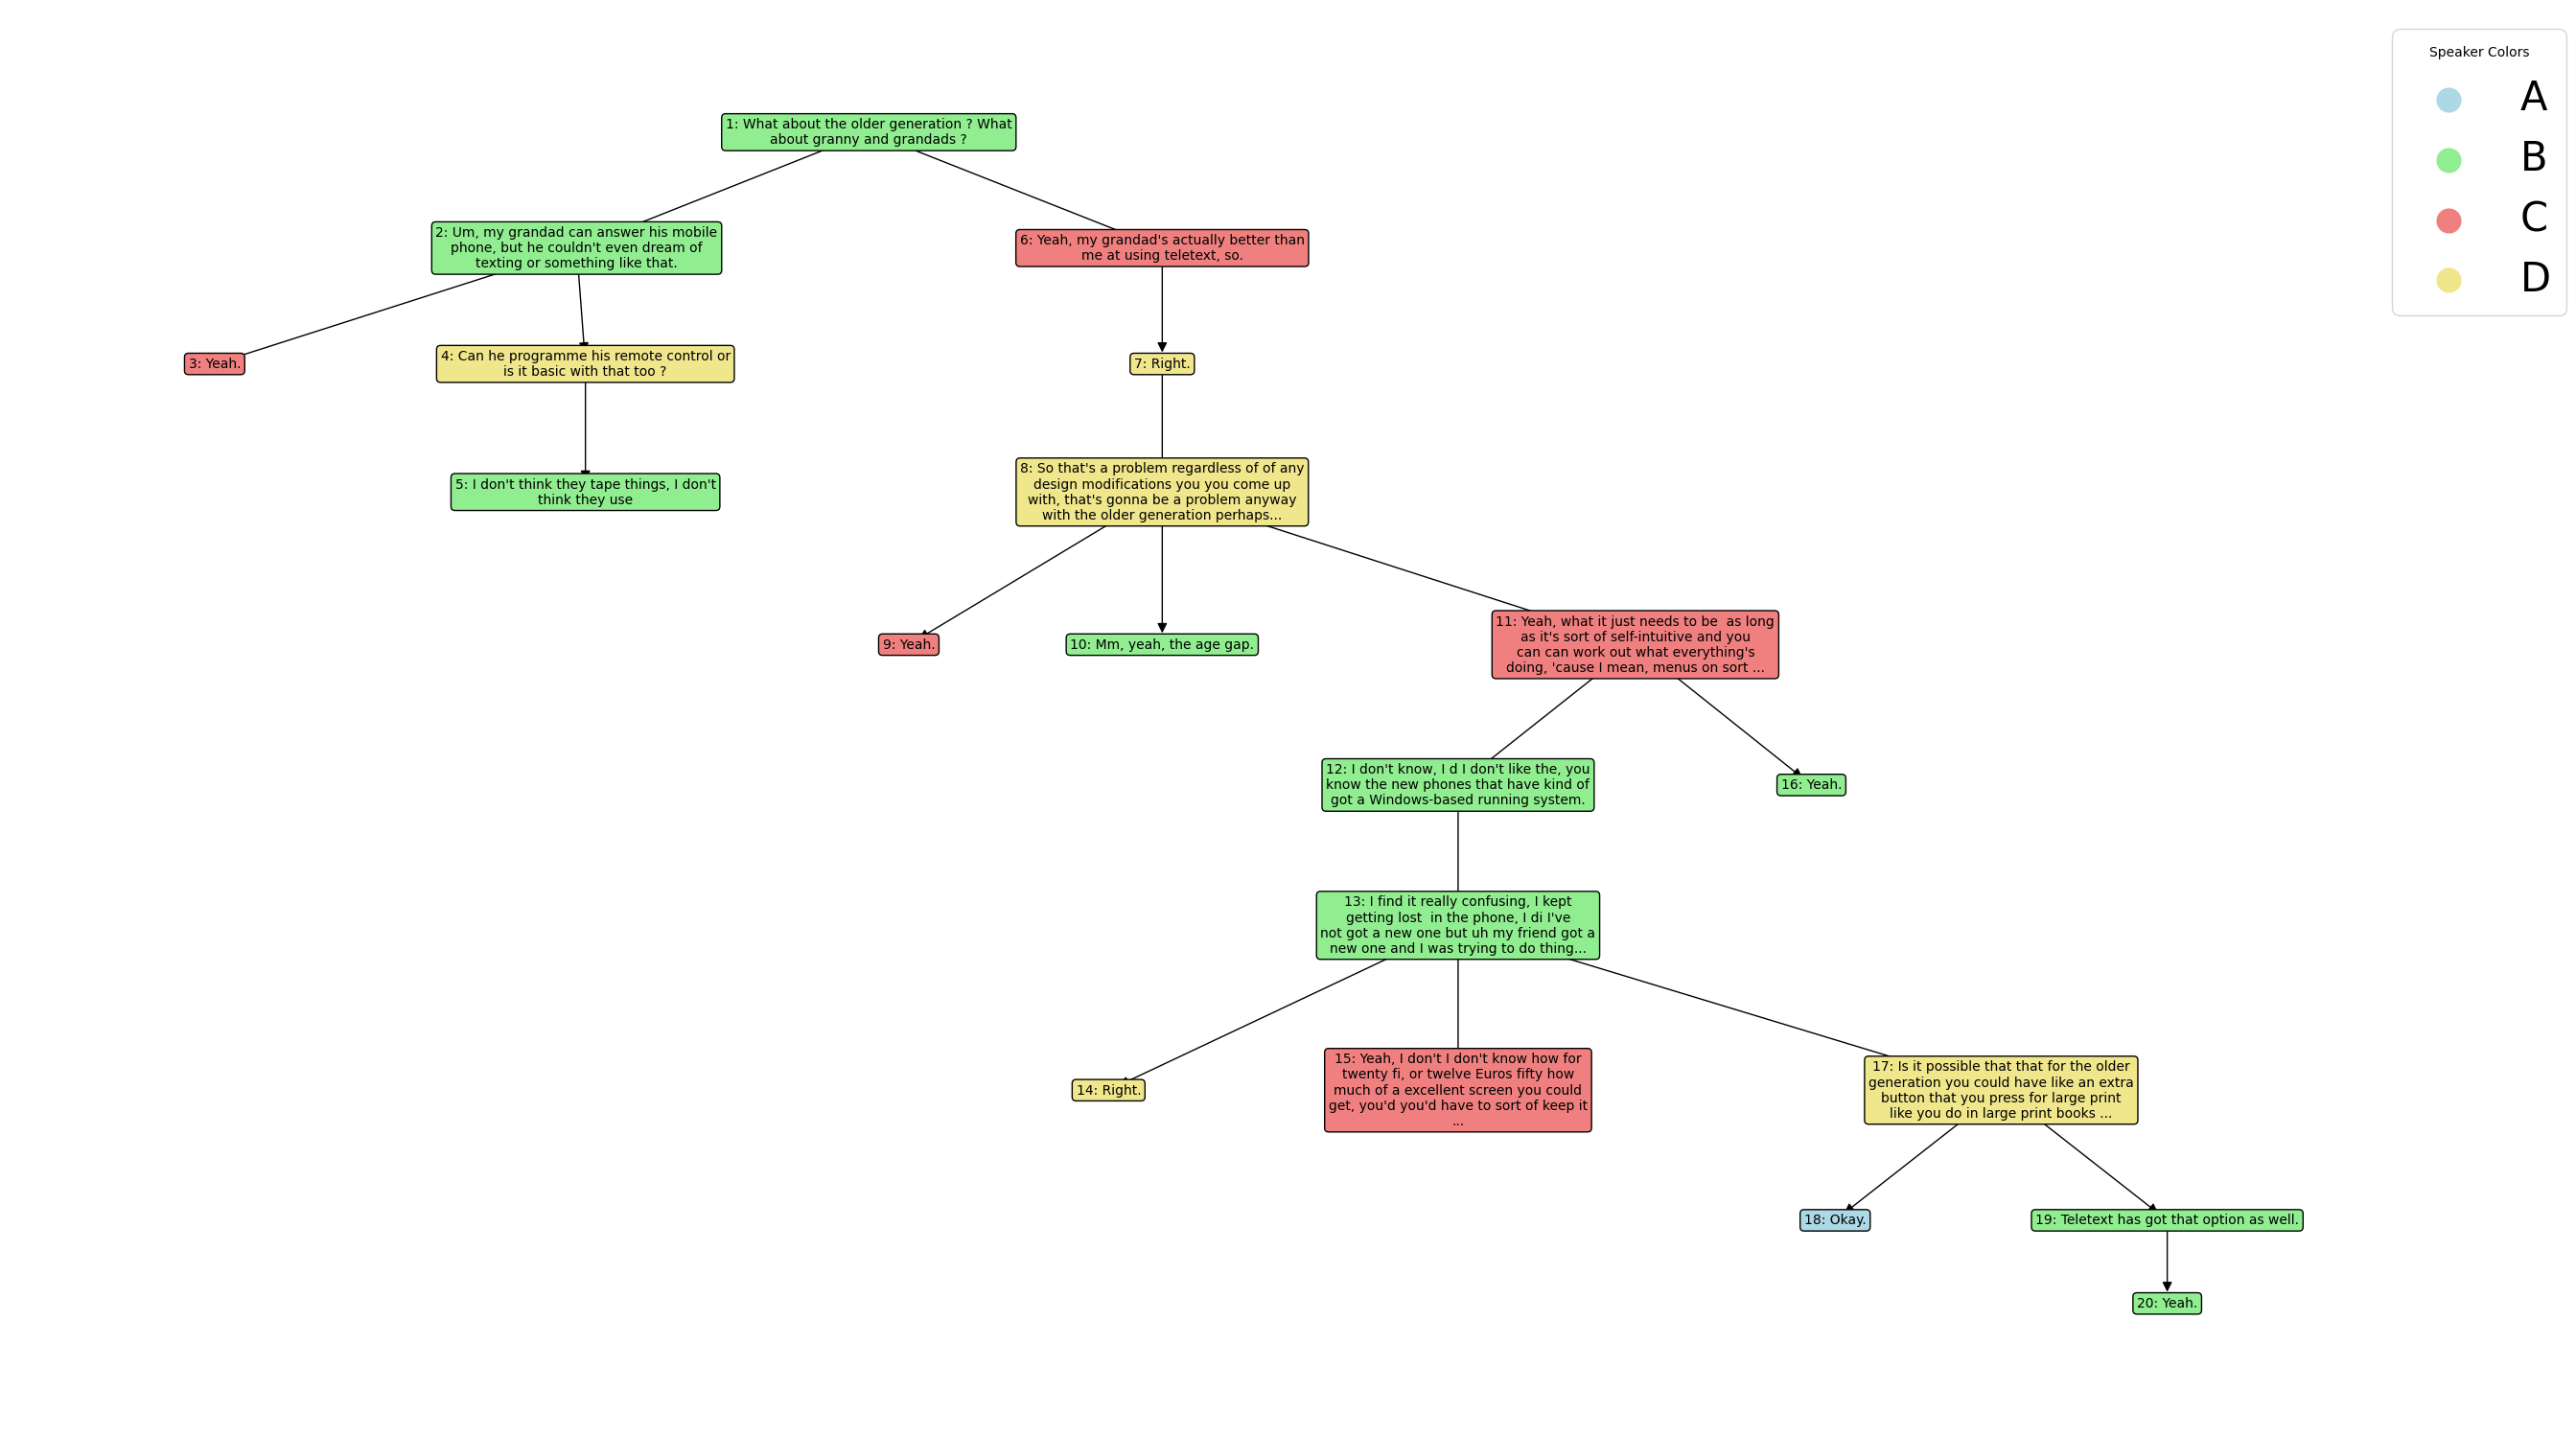 Speaker Colors
A
B
C
D
1: What about the older generation ? What
about granny and grandads ?
2: Um, my grandad can answer his mobile
phone, but he couldn't even dream of
texting or something like that.
6: Yeah, my grandad's actually better than
me at using teletext, so.
3: Yeah.
4: Can he programme his remote control or
is it basic with that too ?
7: Right.
5: I don't think they tape things, I don't
think they use
8: So that's a problem regardless of of any
design modifications you you come up
with, that's gonna be a problem anyway
with the older generation perhaps...
9: Yeah.
10: Mm, yeah, the age gap.
11: Yeah, what it just needs to be  as long
as it's sort of self-intuitive and you
can can work out what everything's
doing, 'cause I mean, menus on sort ...
12: I don't know, I d I don't like the, you
know the new phones that have kind of
got a Windows-based running system.
16: Yeah.
13: I find it really confusing, I kept
getting lost  in the phone, I di I've
not got a new one but uh my friend got a
new one and I was trying to do thing...
14: Right.
15: Yeah, I don't I don't know how for
twenty fi, or twelve Euros fifty how
much of a excellent screen you could
get, you'd you'd have to sort of keep it
...
17: Is it possible that that for the older
generation you could have like an extra
button that you press for large print
like you do in large print books ...
18: Okay.
19: Teletext has got that option as well.
20: Yeah.